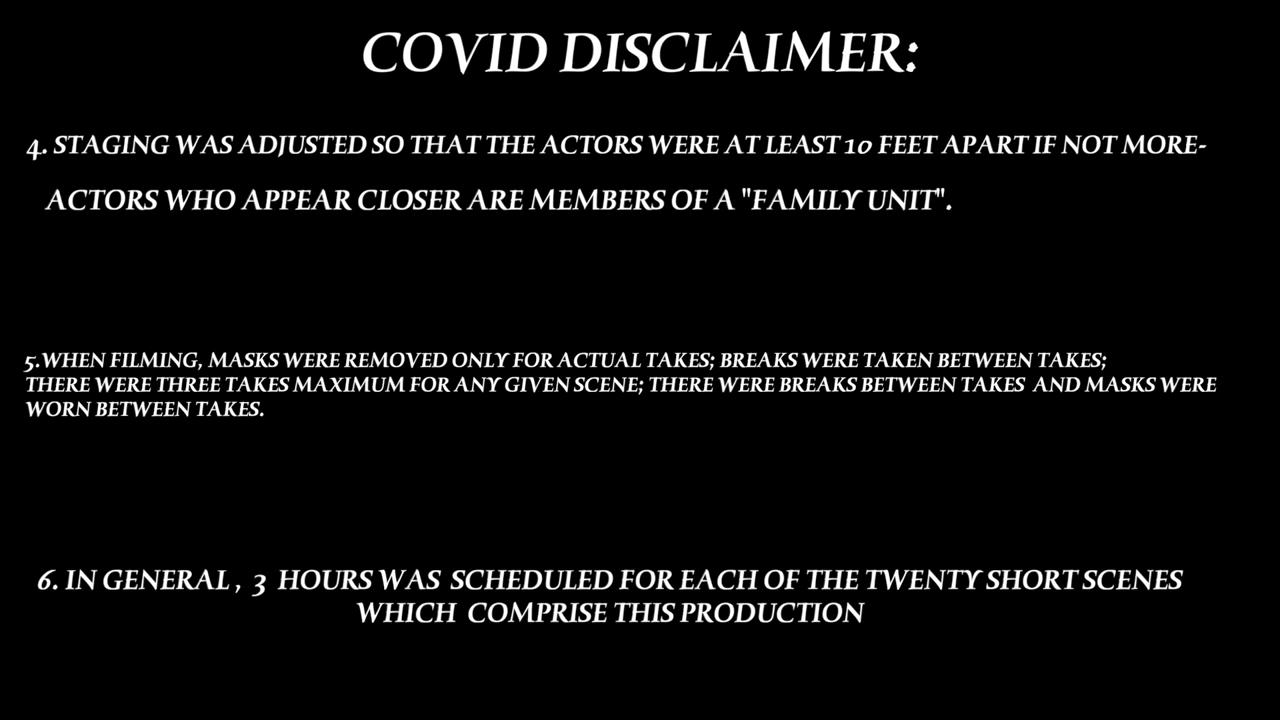 COVID DISCLAIMER:
4. STAGING WAS ADJUSTED SO THAT THE ACTORS WERE AT LEAST 10 FEET APART IF NOT MORE-
ACTORS WHO APPEAR CLOSER ARE MEMBERS OF A "FAMILY UNIT".
5.WHEN FILMING, MASKS WERE REMOVED ONLY FOR ACTUAL TAKES; BREAKS WERE TAKEN BETWEEN TAKES;
THERE WERE THREE TAKES MAXIMUM FOR ANY GIVEN SCENE; THERE WERE BREAKS BETWEEN TAKES AND MASKS WERE
WORN BETWEEN TAKES.
6. IN GENERAL , 3 HOURS WAS SCHEDULED FOR EACH OF THE TWENTY SHORT SCENES
WHICH COMPRISE THIS PRODUCTION